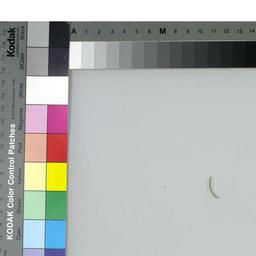 A 1 2 3 4 5 6 M 8 9 10 11 12 13 14
Kodak
KODAK Color Control Patches
Black
3/Color
White
Magenta
Red
Yellow
Green
Cyan
Blue